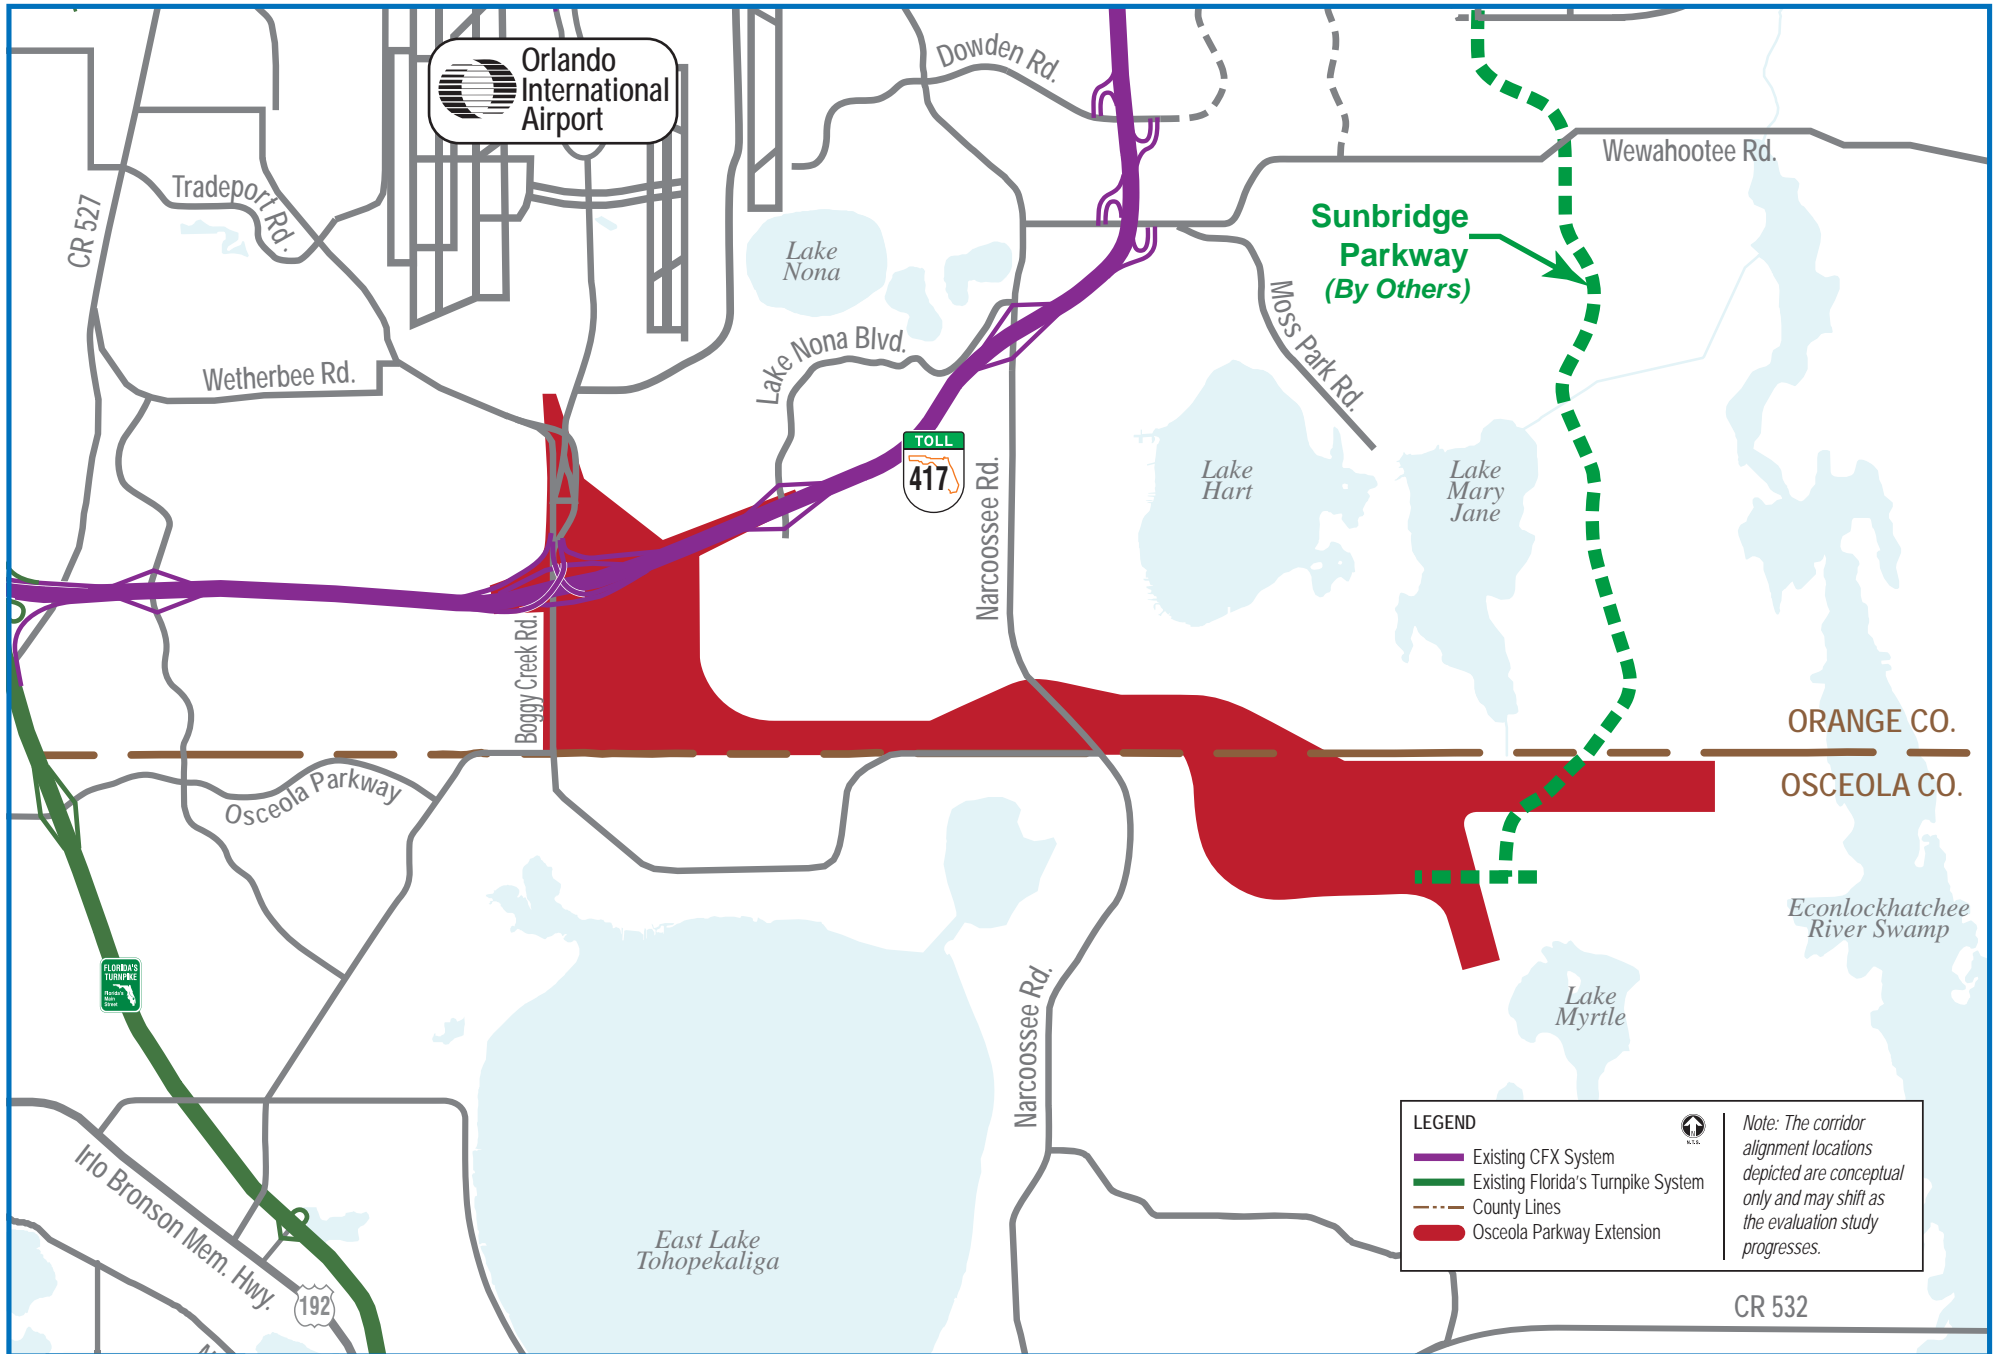 Orlando
International
Airport
Dowden Rd.
Wewahootee Rd.
Tradeport Rd.
CR 527
Sunbridge
Parkway
(By Others)
Lake
Nona
Moss Park Rd.
Lake Nona Blvd.
Wetherbee Rd.
TOLL
417
Narcoossee Rd.
Lake
Hart
Lake
Mary
Jane
Boggy Creek Rd.
ORANGE CO.
OSCEOLA CO.
Osceola Parkway
Econlockhatchee
River Swamp
FLORIDA'S
TURNPIKE
Florida's
Main
Street
Lake
Myrtle
Narcoossee Rd.
LEGEND
N
N.T.S.
Existing CFX System
Existing Florida's Turnpike System
County Lines
Osceola Parkway Extension
Note: The corridor
alignment locations
depicted are conceptual
only and may shift as
the evaluation study
progresses.
Irlo Bronson Mem. Hwy.
192
East Lake
Tohopekaliga
CR 532